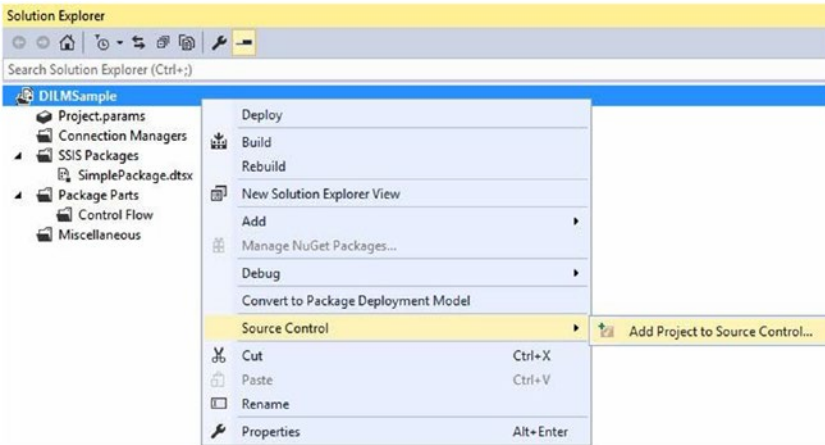 Solution Explorer
Search Solution Explorer (Ctrl+;)
DILMSample
Project.params
Connection Managers
SSIS Packages
SimplePackage.dtsx
Package Parts
Control Flow
Miscellaneous
Deploy
Build
Rebuild
New Solution Explorer View
Add
Manage NuGet Packages...
Debug
Convert to Package Deployment Model
Source Control
Add Project to Source Control...
Cut Ctrl+X
Paste Ctrl+V
Rename
Properties Alt+Enter